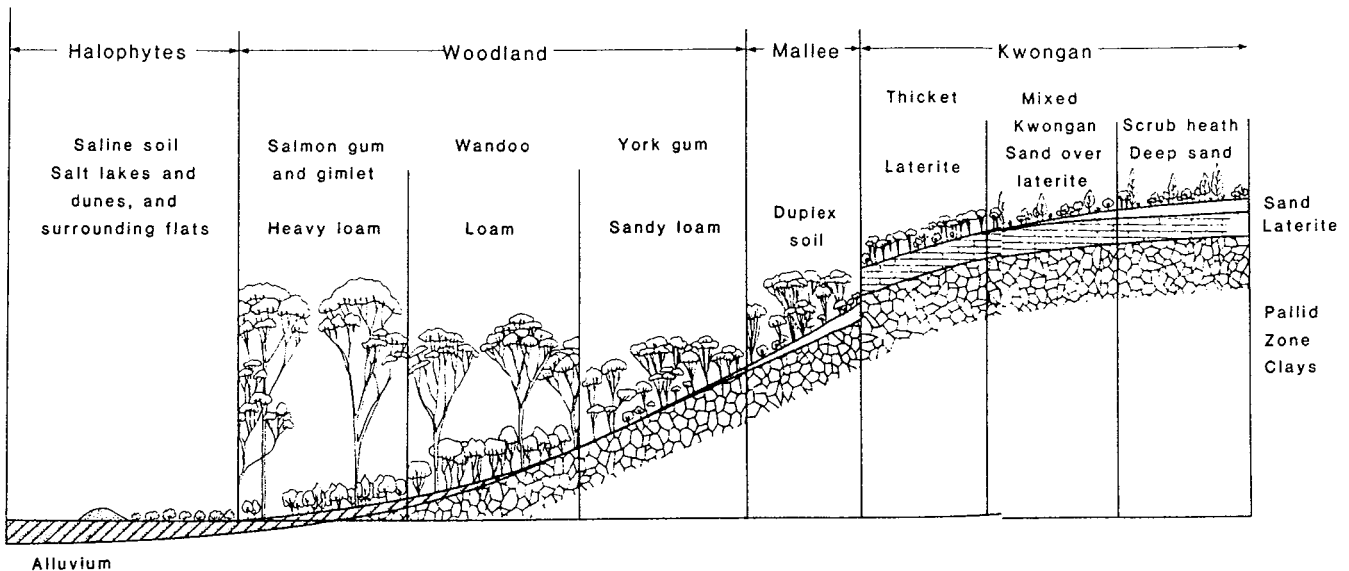 Halophytes
Woodland
Mallee
Kwongan
Saline soil
Salt lakes and
dunes, and
surrounding flats
Salmon gum
and gimlet
Heavy loam
Wandoo
Loam
York gum
Sandy loam
Duplex
soil
Thicket
Laterite
Mixed
Kwongan
Sand over
laterite
Scrub heath
Deep sand
Sand
Laterite
Pallid
Zone
Clays
Alluvium